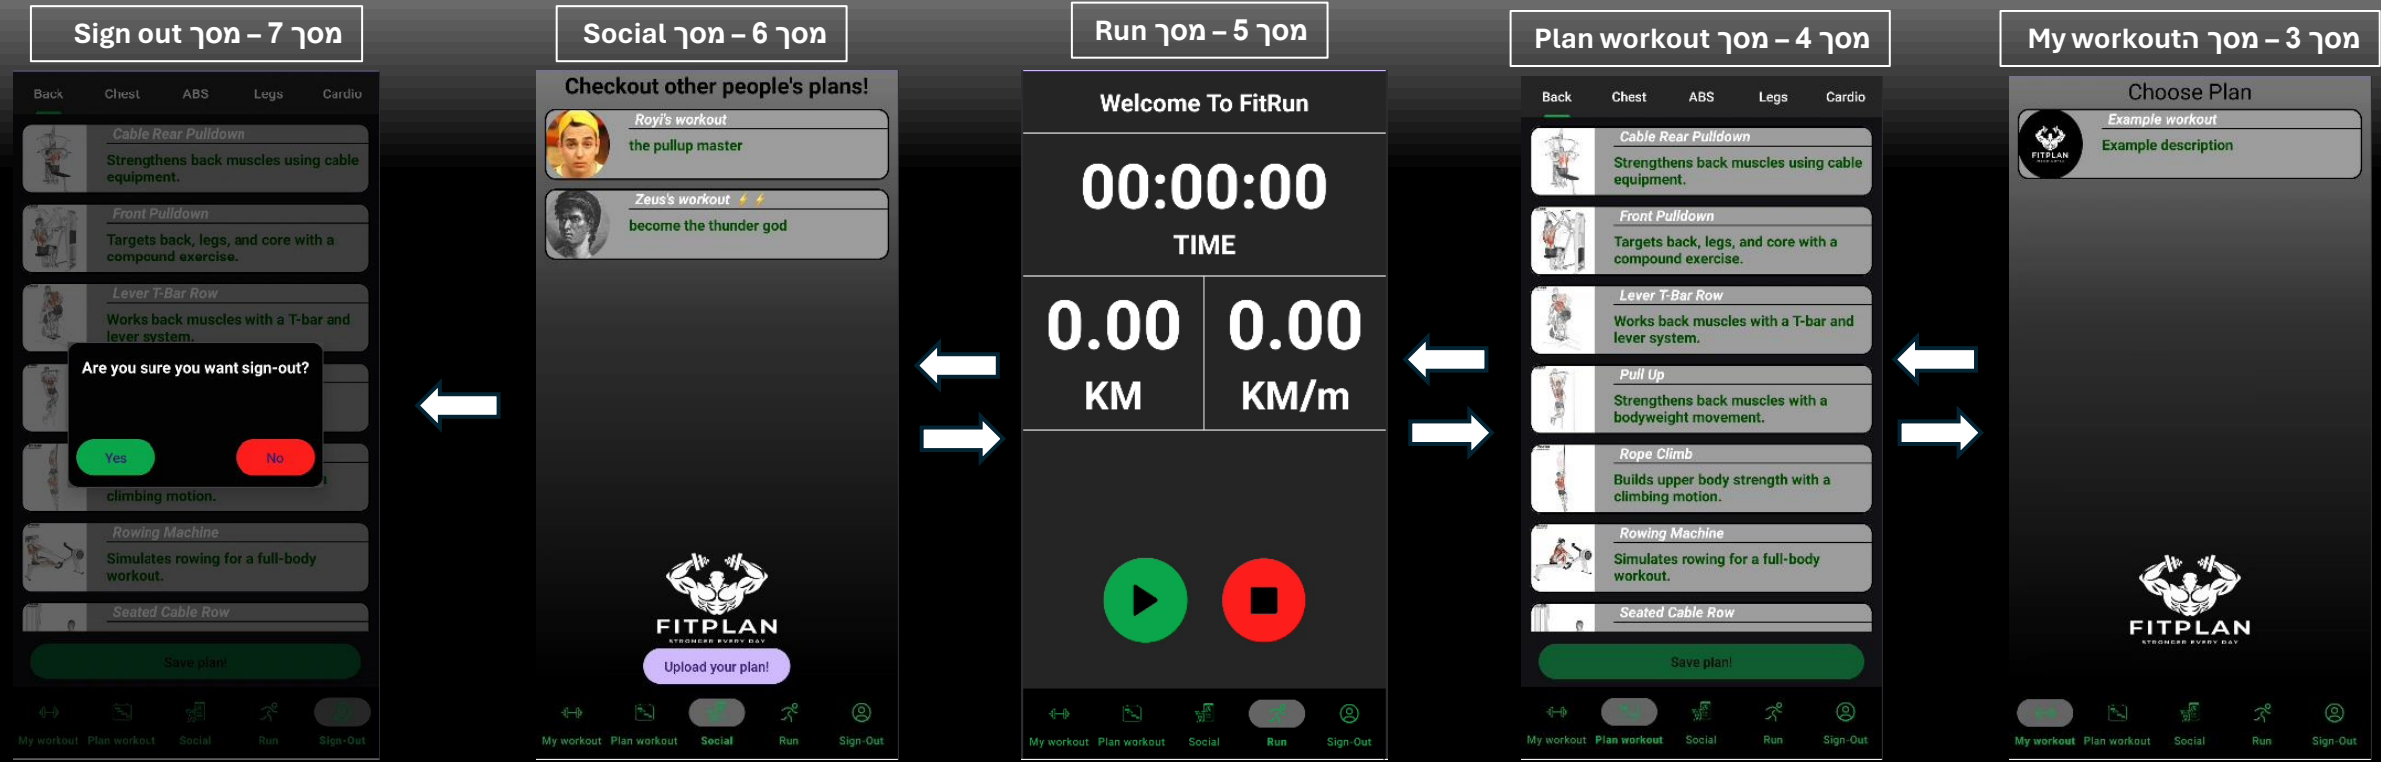 מסך 3 – מסך הMy workout
Choose Plan
Example workout
Example description
FITPLAN
FITPLAN
STRONGER EVERY DAY
My workout
Plan workout
Social
Run
Sign-Out
מסך 4 – מסך Plan workout
Back
Chest
ABS
Legs
Cardio
Cable Rear Pulldown
Strengthens back muscles using cable
equipment.
Front Pulldown
Targets back, legs, and core with a
compound exercise.
Lever T-Bar Row
Works back muscles with a T-bar and
lever system.
Pull Up
Strengthens back muscles with a
bodyweight movement.
Rope Climb
Builds upper body strength with a
climbing motion.
Rowing Machine
Simulates rowing for a full-body
workout.
Seated Cable Row
Save plan!
My workout
Plan workout
Social
Run
Sign-Out
מסך 5 – מסך Run
Welcome To FitRun
00:00:00
TIME
0.00
KM
0.00
KM/m
My workout
Plan workout
Social
Run
Sign-Out
מסך 6 – מסך Social
Checkout other people's plans!
Royi's workout
the pullup master
Zeus's workout ⚡⚡
become the thunder god
FITPLAN
STRONGER EVERY DAY
Upload your plan!
My workout
Plan workout
Social
Run
Sign-Out
מסך 7 – מסך Sign out
Back
Chest
ABS
Legs
Cardio
Cable Rear Pulldown
Strengthens back muscles using cable
equipment.
Front Pulldown
Targets back, legs, and core with a
compound exercise.
Lever T-Bar Row
Works back muscles with a T-bar and
lever system.
Are you sure you want sign-out?
Yes
No
climbing motion.
Rowing Machine
Simulates rowing for a full-body
workout.
Seated Cable Row
Save plan!
My workout
Plan workout
Social
Run
Sign-Out